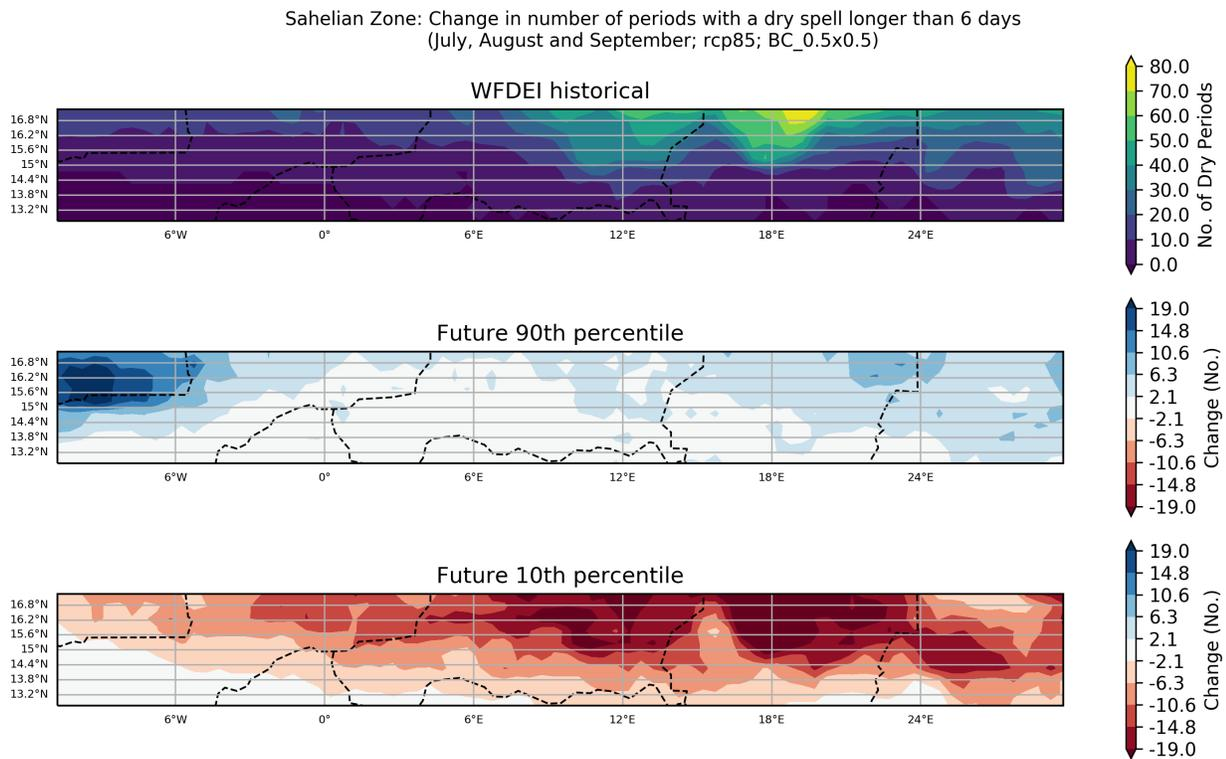 Sahelian Zone: Change in number of periods with a dry spell longer than 6 days
(July, August and September; rcp85; BC_0.5x0.5)
WFDEI historical
16.8°N
16.2°N
15.6°N
15°N
14.4°N
13.8°N
13.2°N
6°W 0° 6°E 12°E 18°E 24°E
80.0
70.0
60.0
50.0
40.0
30.0
20.0
10.0
0.0
No. of Dry Periods
Future 90th percentile
16.8°N
16.2°N
15.6°N
15°N
14.4°N
13.8°N
13.2°N
6°W 0° 6°E 12°E 18°E 24°E
19.0
14.8
10.6
6.3
2.1
-2.1
-6.3
-10.6
-14.8
-19.0
Change (No.)
Future 10th percentile
16.8°N
16.2°N
15.6°N
15°N
14.4°N
13.8°N
13.2°N
6°W 0° 6°E 12°E 18°E 24°E
19.0
14.8
10.6
6.3
2.1
-2.1
-6.3
-10.6
-14.8
-19.0
Change (No.)